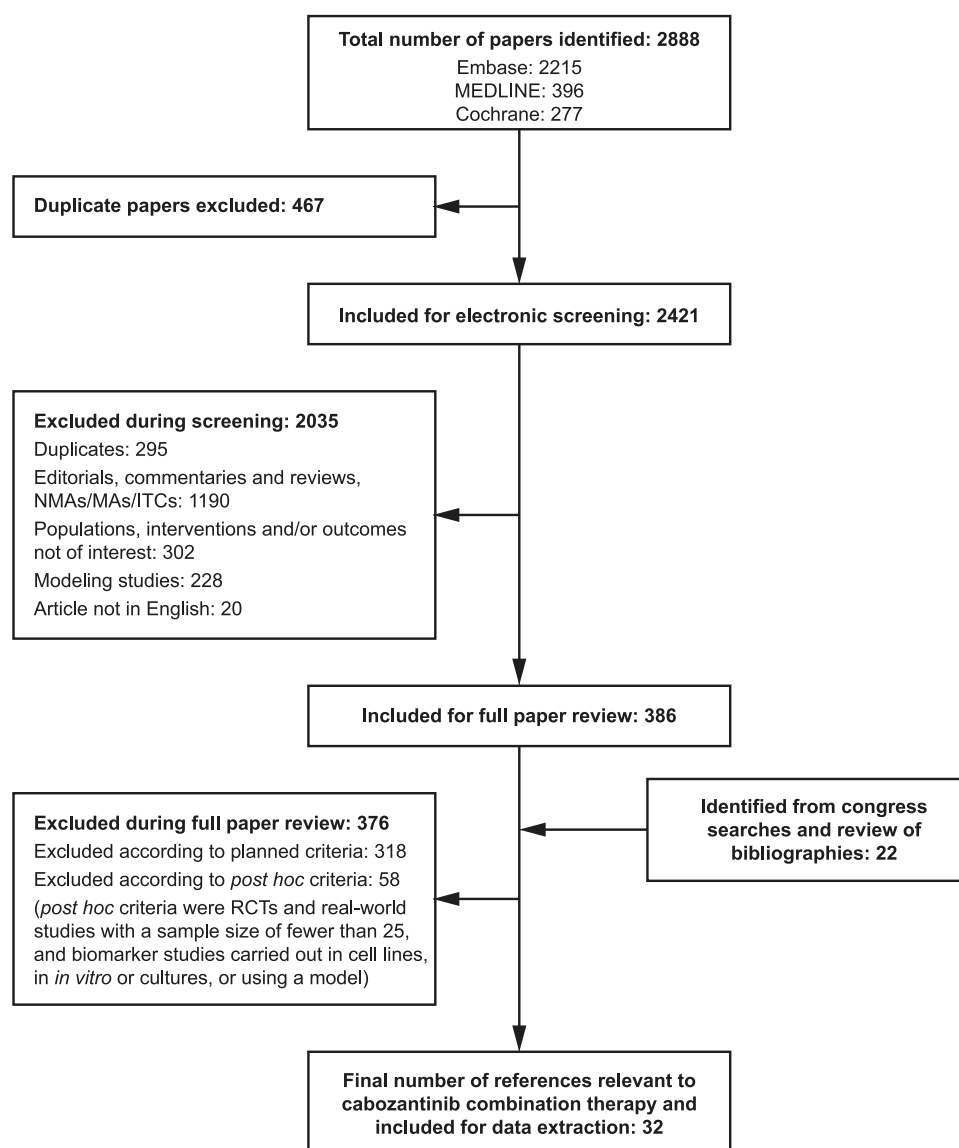 Total number of papers identified: 2888
Embase: 2215
MEDLINE: 396
Cochrane: 277
Duplicate papers excluded: 467
Included for electronic screening: 2421
Excluded during screening: 2035
Duplicates: 295
Editorials, commentaries and reviews,
NMAs/MAs/ITCs: 1190
Populations, interventions and/or outcomes
not of interest: 302
Modeling studies: 228
Article not in English: 20
Included for full paper review: 386
Identified from congress
searches and review of
bibliographies: 22
Excluded during full paper review: 376
Excluded according to planned criteria: 318
Excluded according to post hoc criteria: 58
(post hoc criteria were RCTs and real-world
studies with a sample size of fewer than 25,
and biomarker studies carried out in cell lines,
in in vitro or cultures, or using a model)
Final number of references relevant to
cabozantinib combination therapy and
included for data extraction: 32